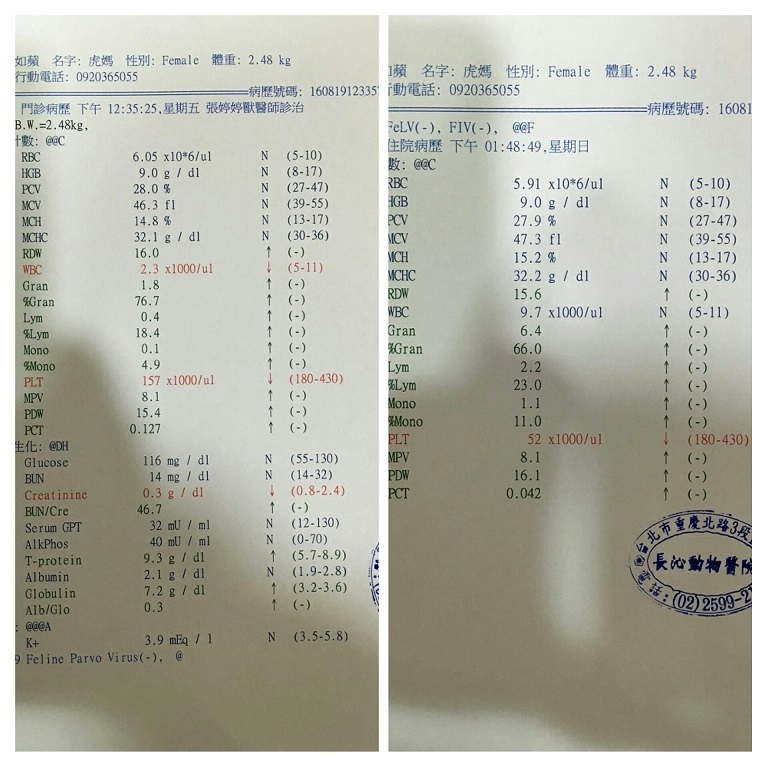 如蘋 名字: 虎媽 性別: Female 體重: 2.48 kg
行動電話: 0920365055
病歷號碼: 1608191233
門診病歷 下午 12:35:25,星期五 張婷婷獸醫師診治
B.W.=2.48kg,
數: @@C
RBC 6.05 x10*6/ul N (5-10)
HGB 9.0 g / dl N (8-17)
PCV 28.0 % N (27-47)
MCV 46.3 fl N (39-55)
MCH 14.8 % N (13-17)
MCHC 32.1 g / dl N (30-36)
RDW 16.0 ↑ (-)
WBC 2.3 x1000/ul ↓ (5-11)
Gran 1.8 ↑ (-)
%Gran 76.7 ↑ (-)
Lym 0.4 ↑ (-)
%Lym 18.4 ↑ (-)
Mono 0.1 ↑ (-)
%Mono 4.9 ↑ (-)
PLT 157 x1000/ul ↓ (180-430)
MPV 8.1 ↑ (-)
PDW 15.4 ↑ (-)
PCT 0.127 ↑ (-)
生化: @DH
Glucose 116 mg / dl N (55-130)
BUN 14 mg / dl N (14-32)
Creatinine 0.3 g / dl ↓ (0.8-2.4)
BUN/Cre 46.7 ↑ (-)
Serum GPT 32 mU / ml N (12-130)
AlkPhos 40 mU / ml N (0-70)
T-protein 9.3 g / dl ↑ (5.7-8.9)
Albumin 2.1 g / dl N (1.9-2.8)
Globulin 7.2 g / dl ↑ (3.2-3.6)
Alb/Glo 0.3 ↑ (-)
: @@@A
K+ 3.9 mEq / l N (3.5-5.8)
9 Feline Parvo Virus(-), @
蘋 名字: 虎媽 性別: Female 體重: 2.48 kg
動電話: 0920365055
病歷號碼: 16081
FeLV(-), FIV(-), @@F
住院病歷 下午 01:48:49,星期日
數: @@C
RBC 5.91 x10*6/ul N (5-10)
HGB 9.0 g / dl N (8-17)
PCV 27.9 % N (27-47)
MCV 47.3 fl N (39-55)
MCH 15.2 % N (13-17)
MCHC 32.2 g / dl N (30-36)
RDW 15.6 ↑ (-)
WBC 9.7 x1000/ul N (5-11)
Gran 6.4 ↑ (-)
%Gran 66.0 ↑ (-)
Lym 2.2 ↑ (-)
%Lym 23.0 ↑ (-)
Mono 1.1 ↑ (-)
%Mono 11.0 ↑ (-)
PLT 52 x1000/ul ↓ (180-430)
MPV 8.1 ↑ (-)
PDW 16.1 ↑ (-)
PCT 0.042 ↑ (-)
台北市重慶北路3段
長沁動物醫院
電話:(02)2599-2